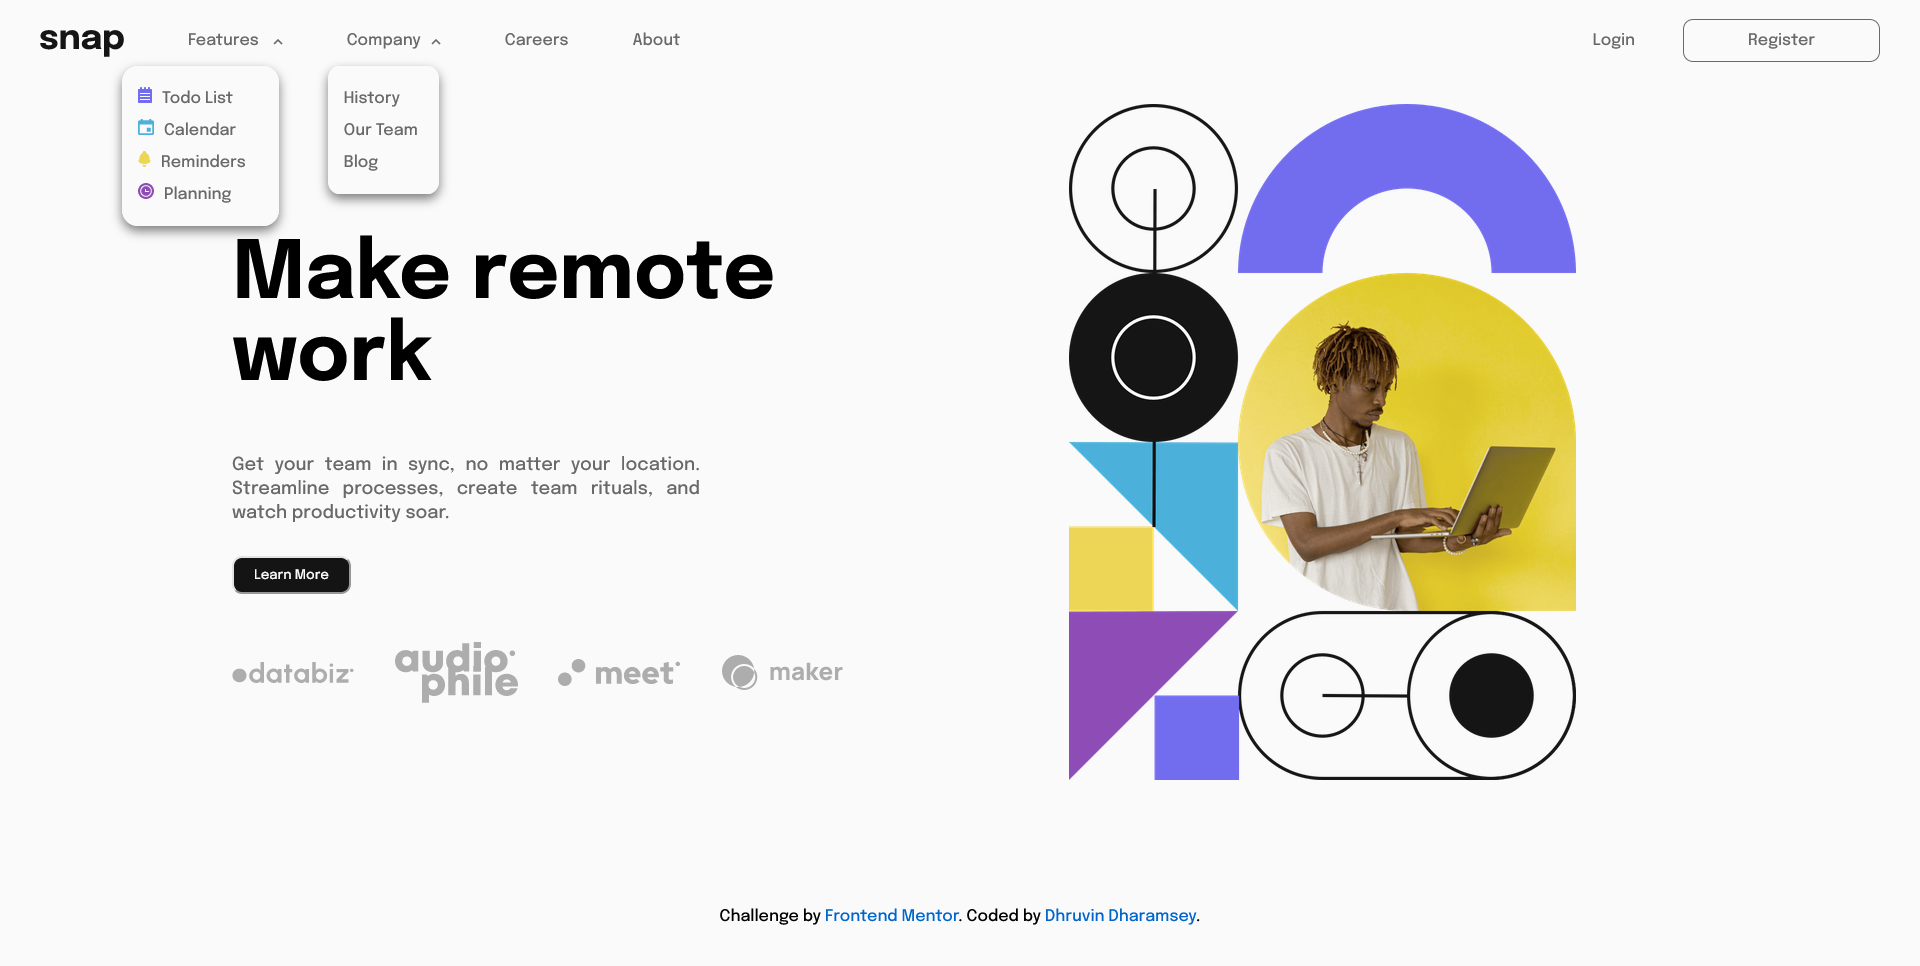 snap Features Company Careers About Login Register
Todo List
Calendar
Reminders
Planning
History
Our Team
Blog
Make remote
work
Get your team in sync, no matter your location.
Streamline processes, create team rituals, and
watch productivity soar.
Learn More
databiz audiophile meet maker
Challenge by Frontend Mentor. Coded by Dhruvin Dharamsey.